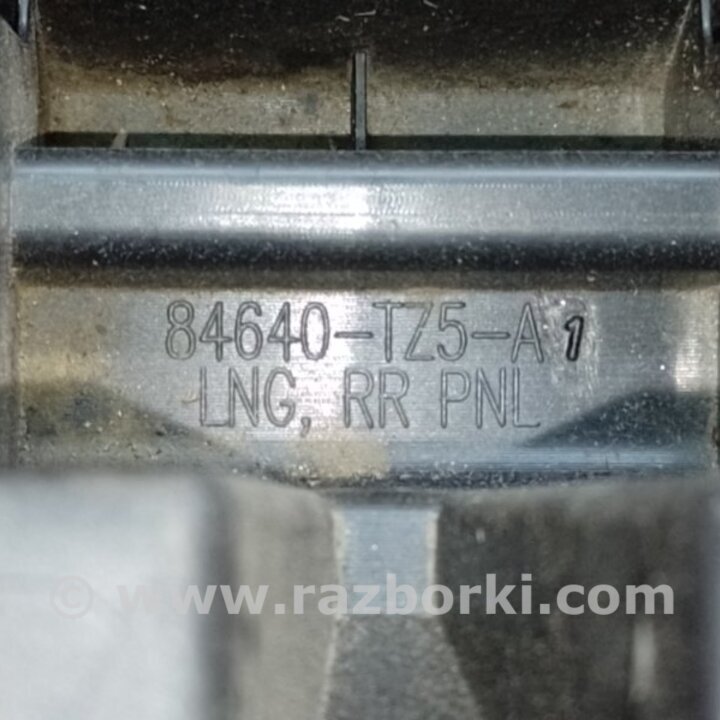 84640-TZ5-A1
LNG, RR PNL
© www.razborki.com